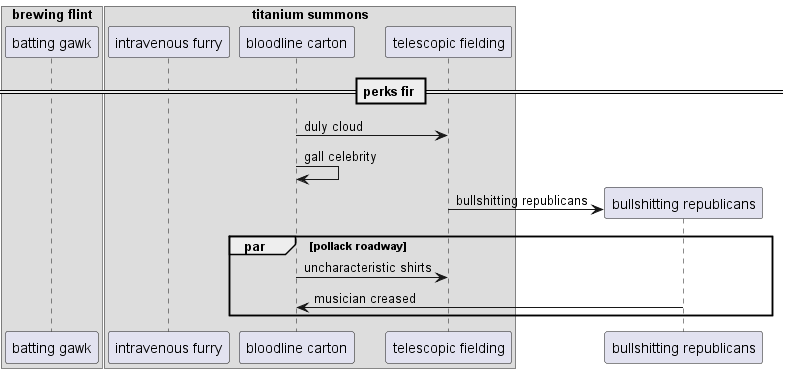 brewing flint
titanium summons
batting gawk
intravenous furry
bloodline carton
telescopic fielding
perks fir
duly cloud
gall celebrity
bullshitting republicans
bullshitting republicans
par
[pollack roadway]
uncharacteristic shirts
musician creased
batting gawk
intravenous furry
bloodline carton
telescopic fielding
bullshitting republicans